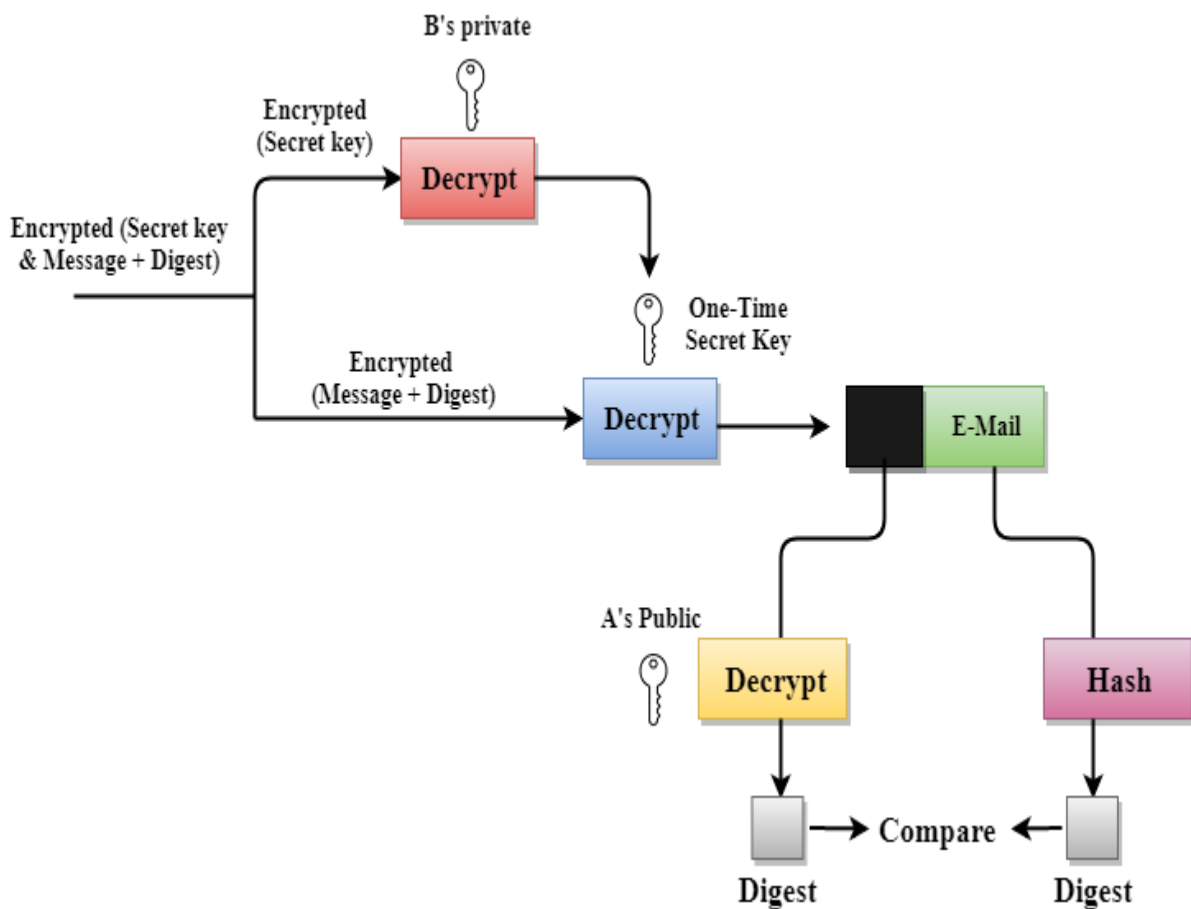 B's private
Encrypted
(Secret key)
Decrypt
Encrypted (Secret key
& Message + Digest)
One-Time
Secret Key
Encrypted
(Message + Digest)
Decrypt
E-Mail
A's Public
Decrypt
Hash
Compare
Digest
Digest